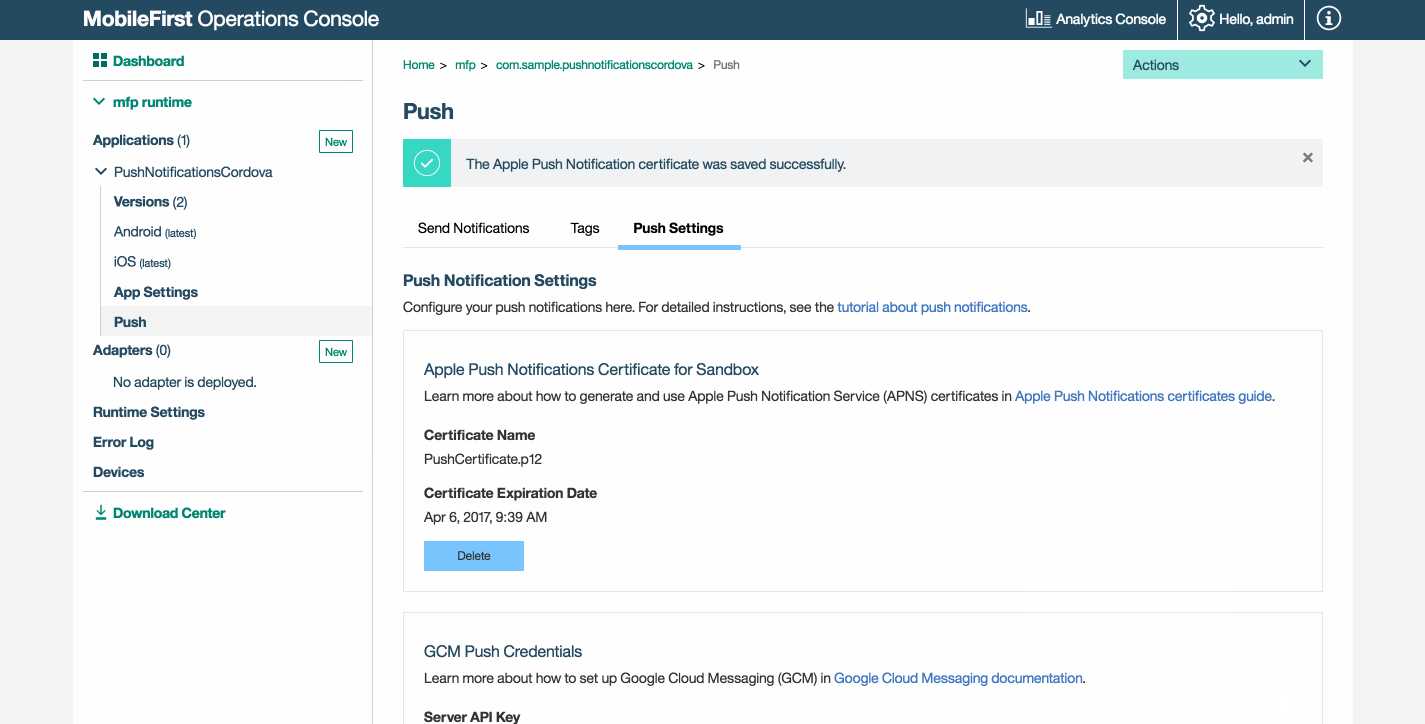 MobileFirst Operations Console
Analytics Console
Hello, admin
Dashboard
mfp runtime
Applications (1)
New
PushNotificationsCordova
Versions (2)
Android (latest)
iOS (latest)
App Settings
Push
Adapters (0)
New
No adapter is deployed.
Runtime Settings
Error Log
Devices
Download Center
Home > mfp > com.sample.pushnotificationscordova > Push
Actions
Push
The Apple Push Notification certificate was saved successfully.
Send Notifications
Tags
Push Settings
Push Notification Settings
Configure your push notifications here. For detailed instructions, see the tutorial about push notifications.
Apple Push Notifications Certificate for Sandbox
Learn more about how to generate and use Apple Push Notification Service (APNS) certificates in Apple Push Notifications certificates guide.
Certificate Name
PushCertificate.p12
Certificate Expiration Date
Apr 6, 2017, 9:39 AM
Delete
GCM Push Credentials
Learn more about how to set up Google Cloud Messaging (GCM) in Google Cloud Messaging documentation.
Server API Key